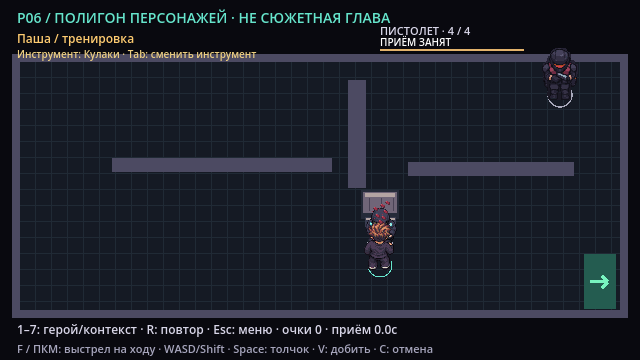 P06 / ПОЛИГОН ПЕРСОНАЖЕЙ · НЕ СЮЖЕТНАЯ ГЛАВА
Паша / тренировка
ПИСТОЛЕТ · 4 / 4
ПРИЁМ ЗАНЯТ
Инструмент: Кулаки · Tab: сменить инструмент
1–7: герой/контекст · R: повтор · Esc: меню · очки 0 · приём 0.0с
F / ПКМ: выстрел на ходу · WASD/Shift · Space: толчок · V: добить · C: отмена